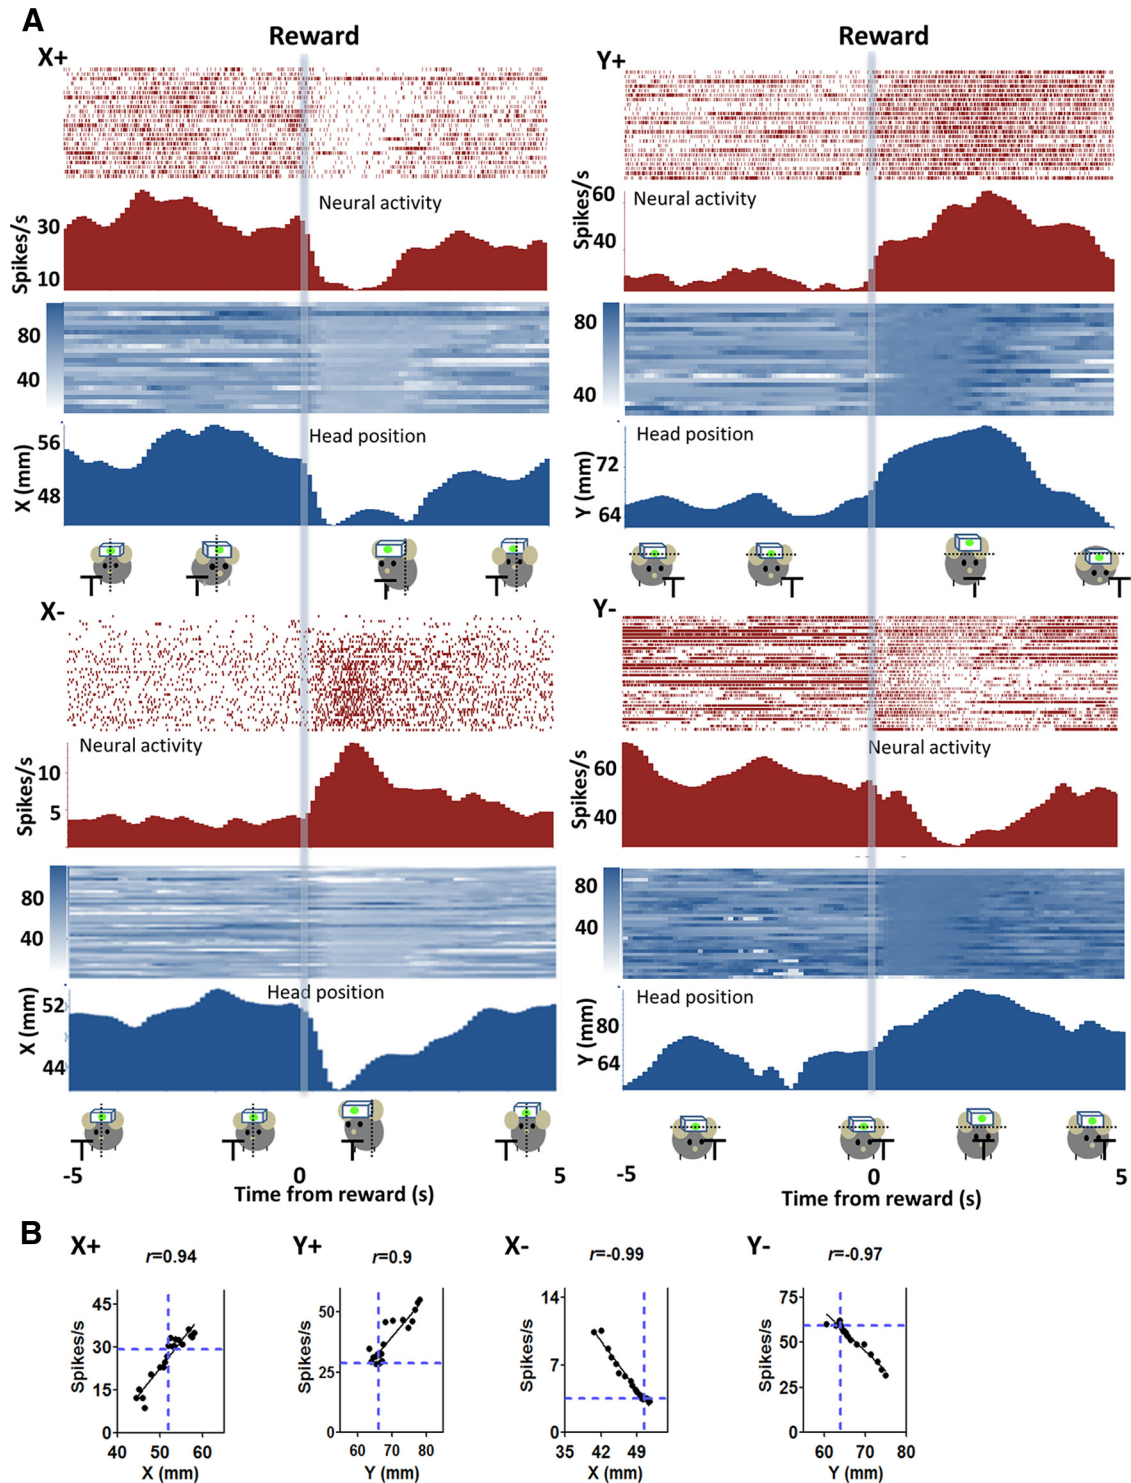 A
Reward
Reward
X+
Y+
Neural activity
Spikes/s
30
10
Neural activity
Spikes/s
60
40
80
40
80
40
Head position
X (mm)
56
48
Head position
Y (mm)
72
64
X-
Y-
Neural activity
Spikes/s
10
5
Neural activity
Spikes/s
60
40
80
40
80
40
Head position
X (mm)
52
44
Head position
Y (mm)
80
64
-5
0
5
Time from reward (s)
-5
0
5
Time from reward (s)
B
X+
r=0.94
Spikes/s
45
30
15
0
40
50
60
X (mm)
Y+
r=0.9
Spikes/s
50
25
0
60
70
80
Y (mm)
X-
r=-0.99
Spikes/s
14
7
0
35
42
49
X (mm)
Y-
r=-0.97
Spikes/s
75
50
25
0
60
70
80
Y (mm)